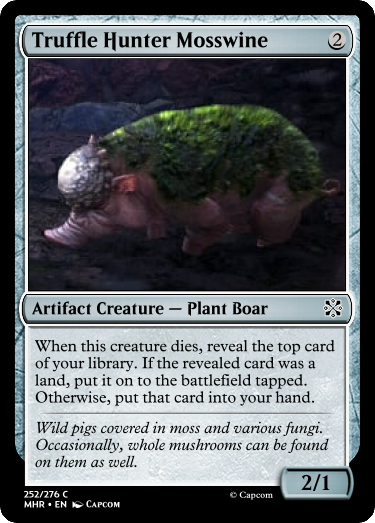 Truffle Hunter Mosswine 2
Artifact Creature — Plant Boar
When this creature dies, reveal the top card
of your library. If the revealed card was a
land, put it on to the battlefield tapped.
Otherwise, put that card into your hand.
Wild pigs covered in moss and various fungi.
Occasionally, whole mushrooms can be found
on them as well.
2/1
252/276 C
MHR • EN Capcom
© Capcom